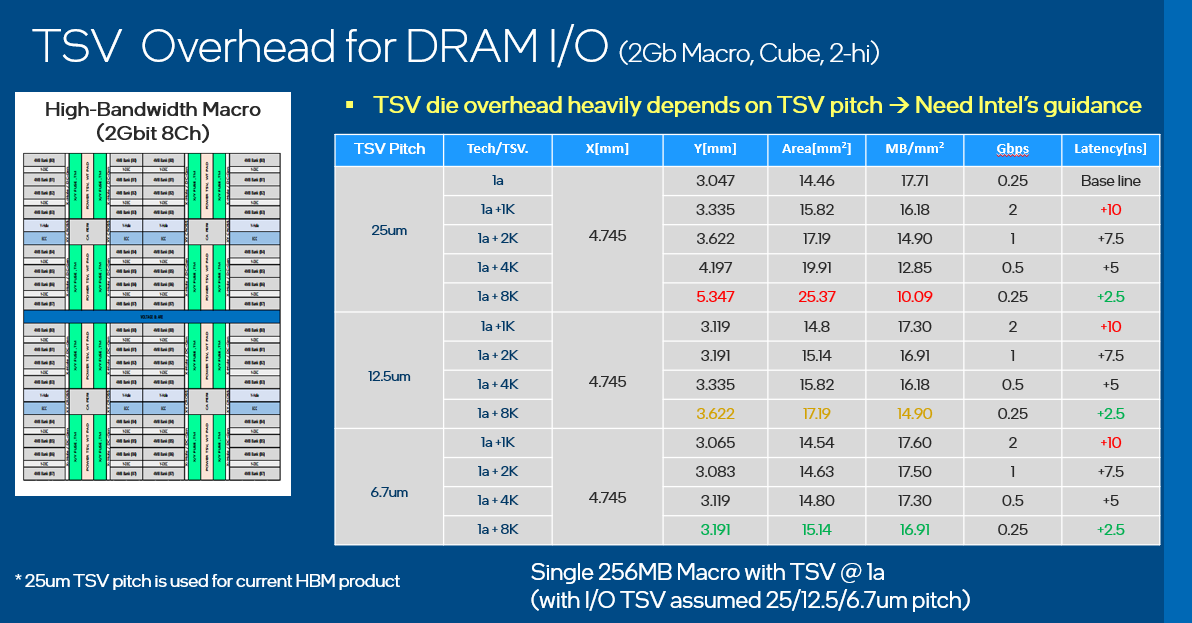 TSV Overhead for DRAM I/O (2Gb Macro, Cube, 2-hi)
High-Bandwidth Macro
(2Gbit 8Ch)
▪ TSV die overhead heavily depends on TSV pitch → Need Intel's guidance
TSV Pitch Tech/TSV. X[mm] Y[mm] Area[mm²] MB/mm² Gbps Latency[ns]
25um 4.745
1a 3.047 14.46 17.71 0.25 Base line
1a +1K 3.335 15.82 16.18 2 +10
1a + 2K 3.622 17.19 14.90 1 +7.5
1a + 4K 4.197 19.91 12.85 0.5 +5
1a + 8K 5.347 25.37 10.09 0.25 +2.5
12.5um 4.745
1a +1K 3.119 14.8 17.30 2 +10
1a + 2K 3.191 15.14 16.91 1 +7.5
1a + 4K 3.335 15.82 16.18 0.5 +5
1a + 8K 3.622 17.19 14.90 0.25 +2.5
6.7um 4.745
1a +1K 3.065 14.54 17.60 2 +10
1a + 2K 3.083 14.63 17.50 1 +7.5
1a + 4K 3.119 14.80 17.30 0.5 +5
1a + 8K 3.191 15.14 16.91 0.25 +2.5
* 25um TSV pitch is used for current HBM product
Single 256MB Macro with TSV @ 1a
(with I/O TSV assumed 25/12.5/6.7um pitch)